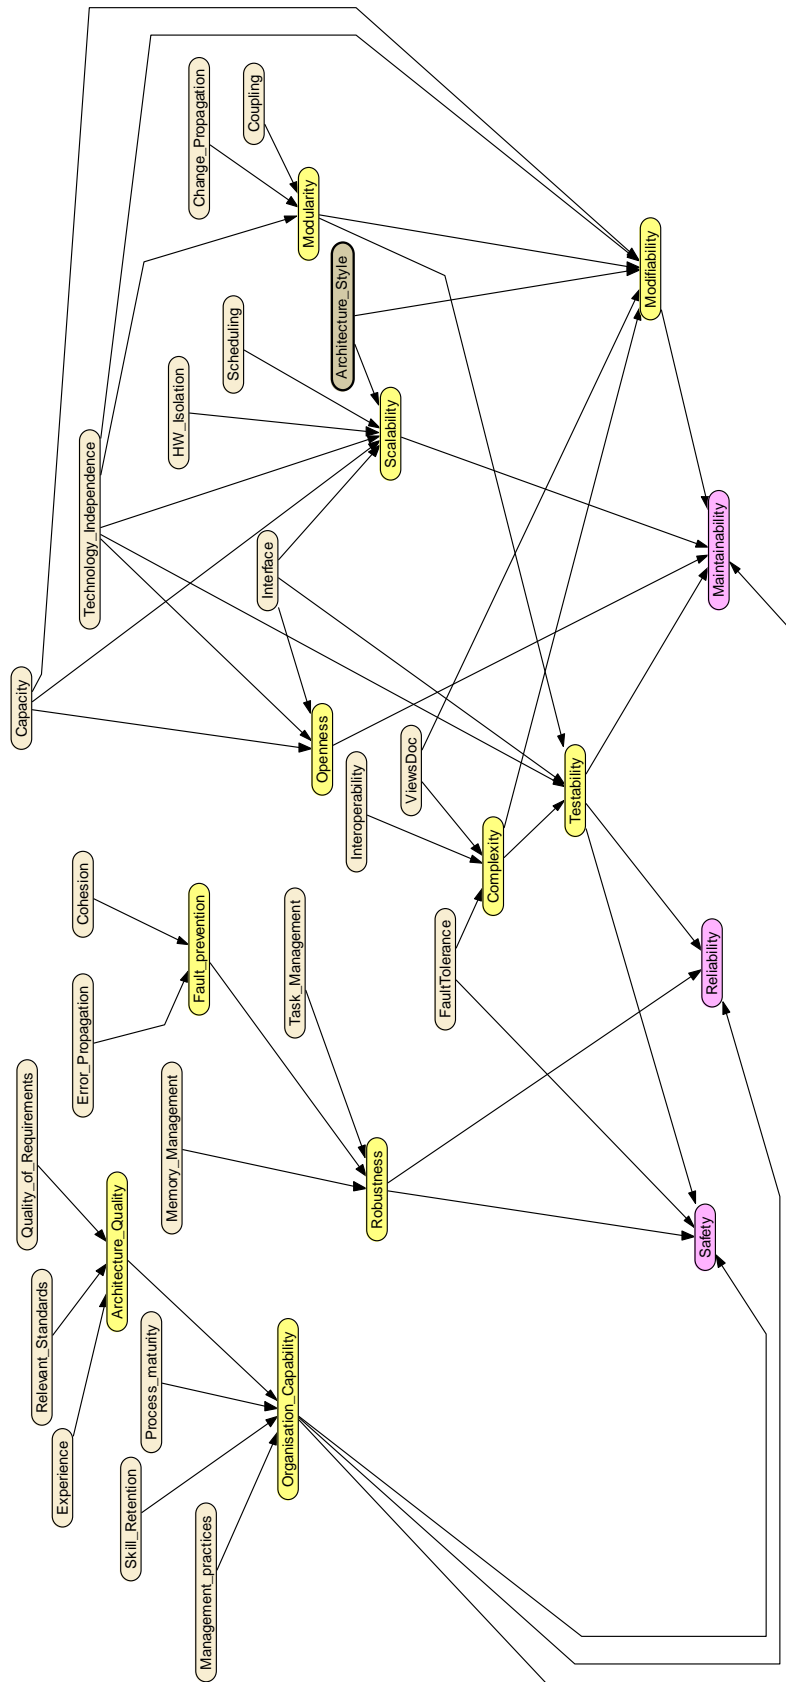 Capacity
Technology_Independence
Change_Propagation
Coupling
Modularity
Architecture_Style
Scheduling
HW_Isolation
Scalability
Interface
Openness
Interoperability
ViewsDoc
Complexity
Testability
Modifiability
Maintainability
Cohesion
Error_Propagation
Fault_prevention
Task_Management
FaultTolerance
Memory_Management
Robustness
Reliability
Safety
Quality_of_Requirements
Relevant_Standards
Experience
Architecture_Quality
Process_maturity
Skill_Retention
Management_practices
Organisation_Capability